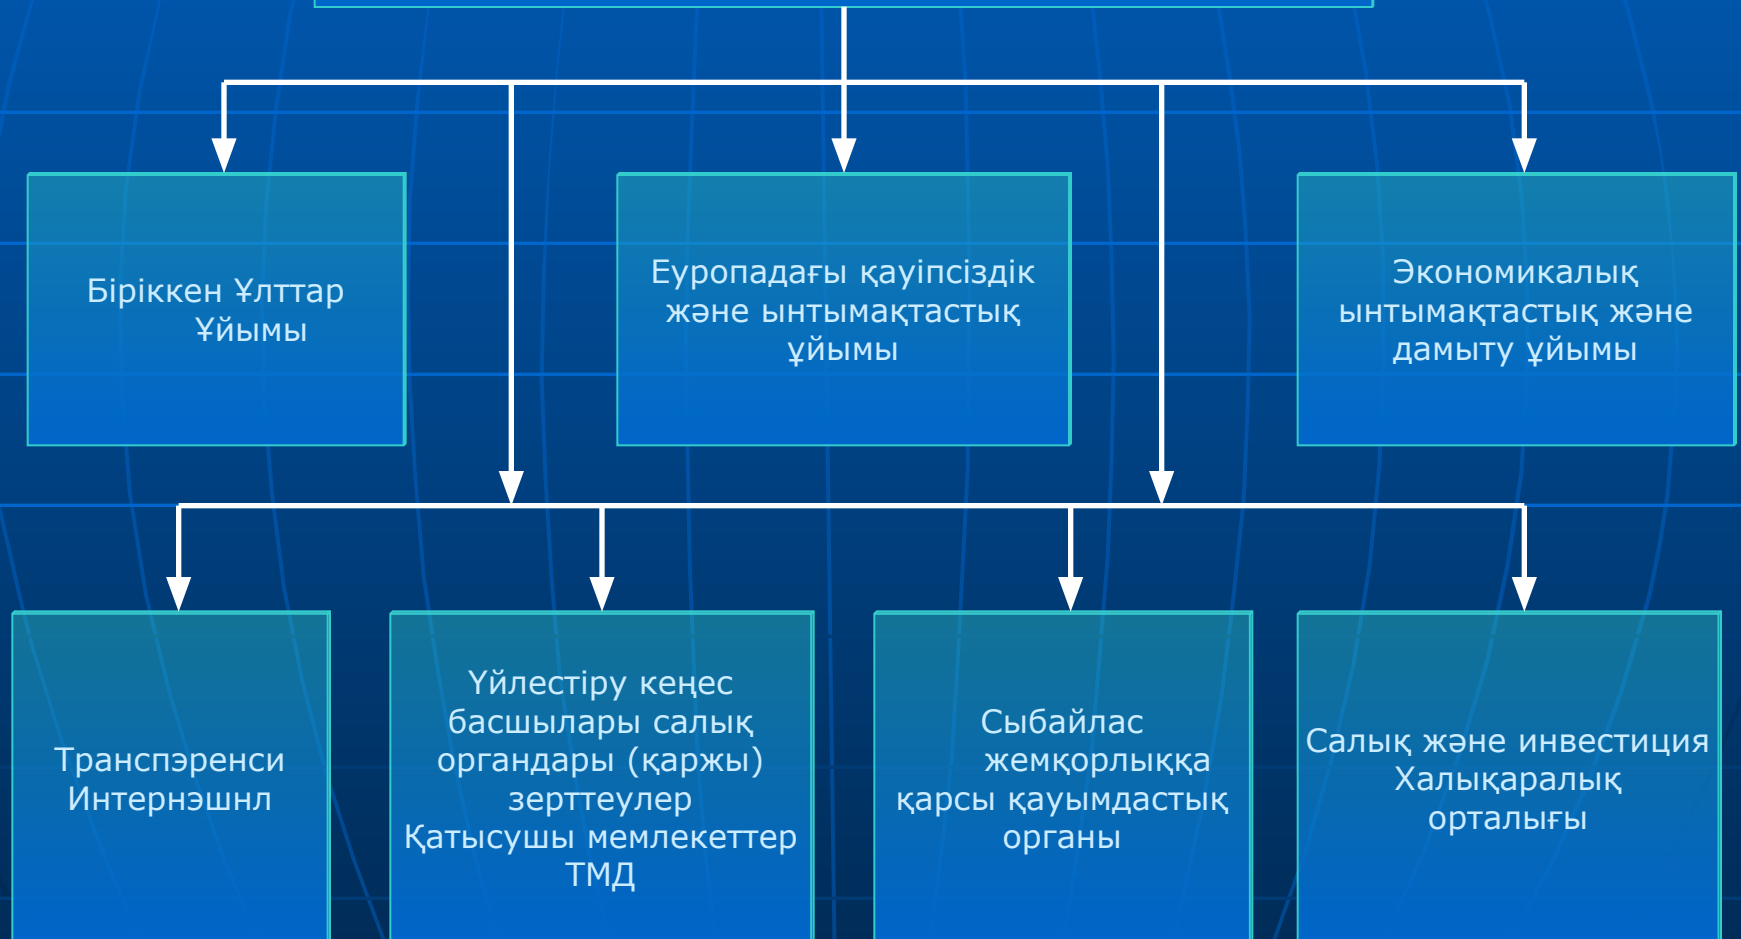 Біріккен Ұлттар
Ұйымы
Еуропадағы қауіпсіздік
және ынтымақтастық
ұйымы
Экономикалық
ынтымақтастық және
дамыту ұйымы
Транспэренси
Интернэшнл
Үйлестіру кеңес
басшылары салық
органдары (қаржы)
зерттеулер
Қатысушы мемлекеттер
ТМД
Сыбайлас
жемқорлыққа
қарсы қауымдастық
органы
Салық және инвестиция
Халықаралық
орталығы